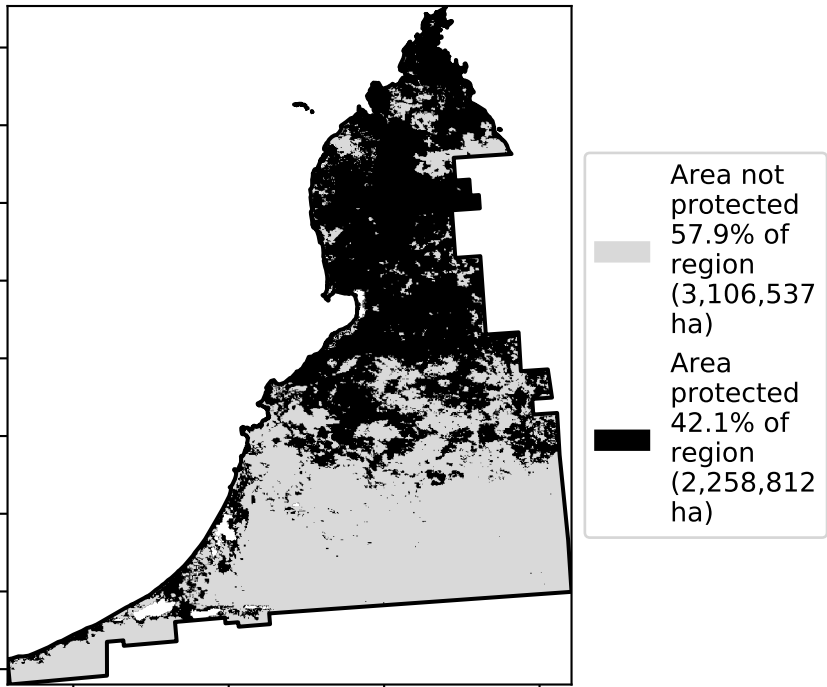 Area not
protected
57.9% of
region
(3,106,537
ha)
Area
protected
42.1% of
region
(2,258,812
ha)